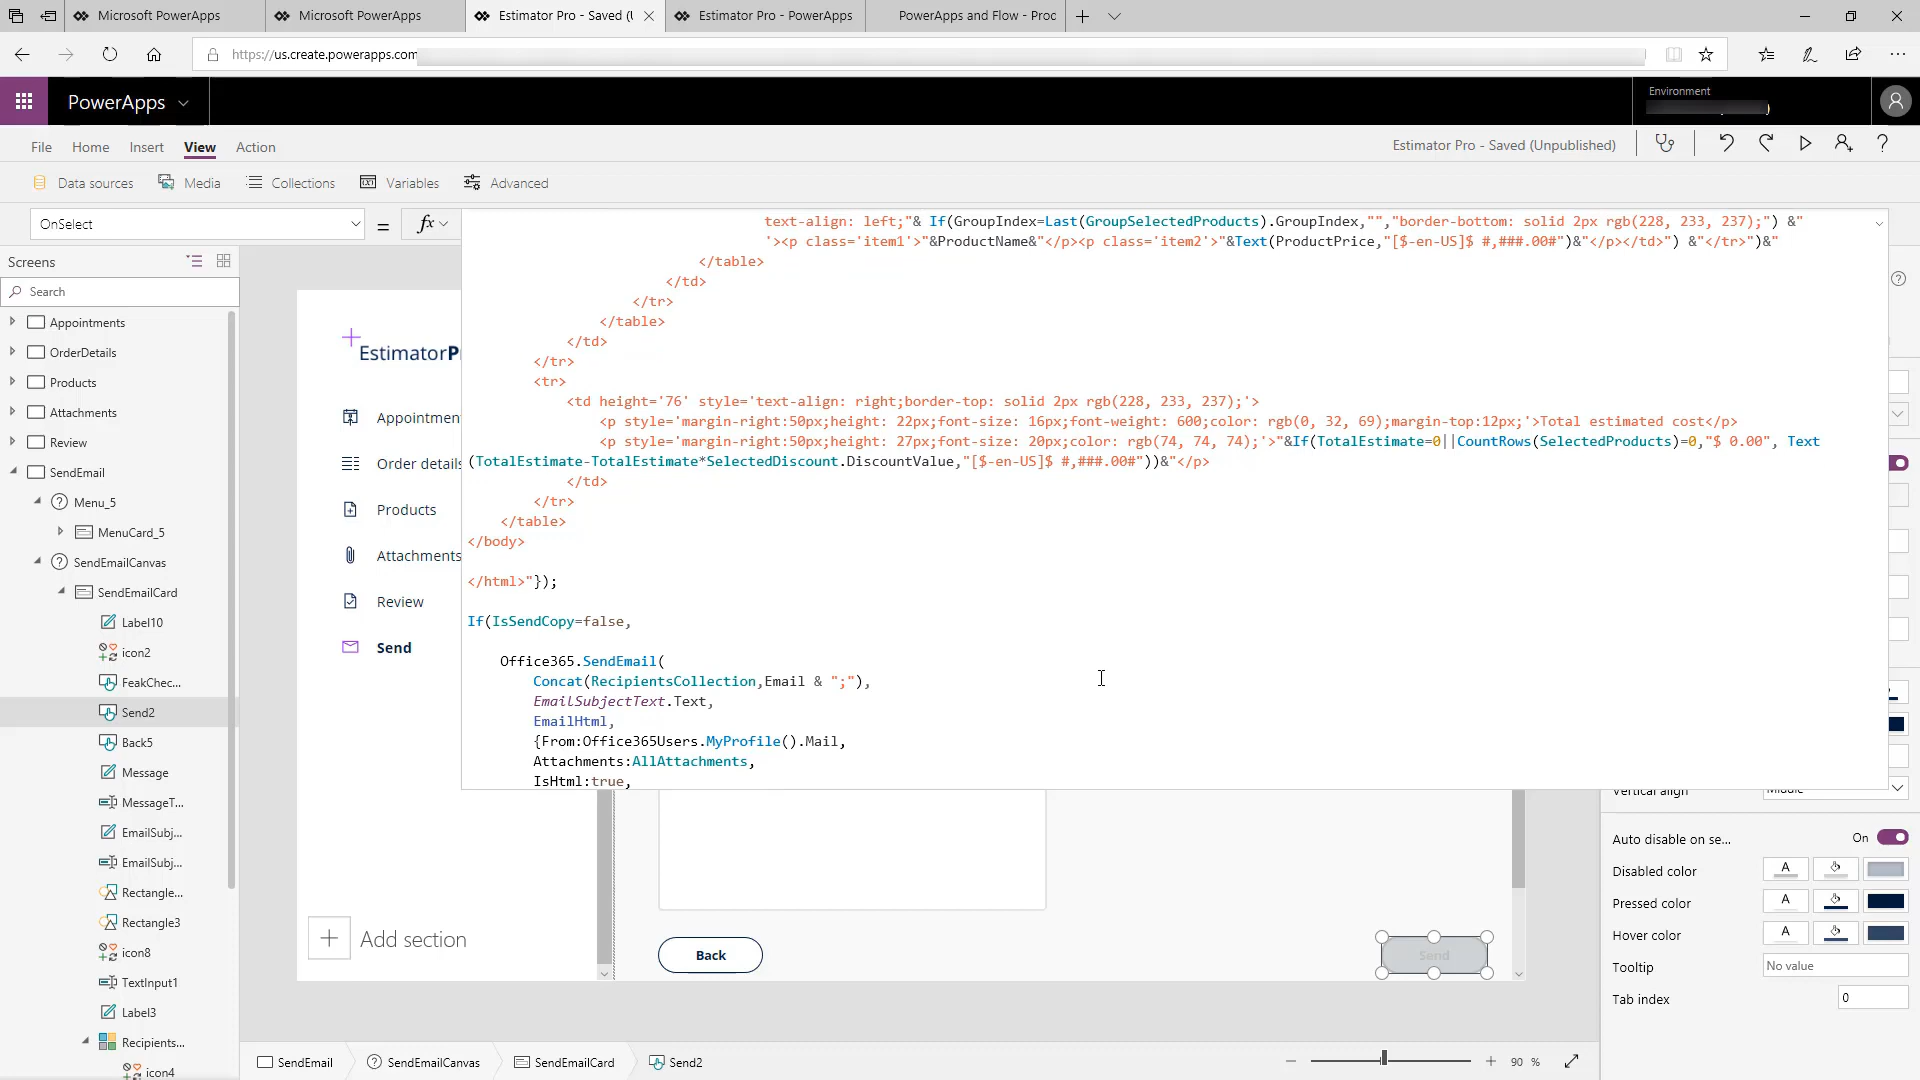 Microsoft PowerApps
Microsoft PowerApps
Estimator Pro - Saved (U
Estimator Pro - PowerApps
PowerApps and Flow - Proc
https://us.create.powerapps.com
PowerApps
Environment
File
Home
Insert
View
Action
Estimator Pro - Saved (Unpublished)
Data sources
Media
Collections
Variables
Advanced
OnSelect
=
fx
text-align: left;"& If(GroupIndex=Last(GroupSelectedProducts).GroupIndex,"","border-bottom: solid 2px rgb(228, 233, 237);") &"
'><p class='item1'>"&ProductName&"</p><p class='item2'>"&Text(ProductPrice,"[$-en-US]$ #,###.00#")&"</p></td>") &"</tr>")&"
</table>
</td>
</tr>
</table>
</td>
</tr>
<tr>
<td height='76' style='text-align: right;border-top: solid 2px rgb(228, 233, 237);'>
<p style='margin-right:50px;height: 22px;font-size: 16px;font-weight: 600;color: rgb(0, 32, 69);margin-top:12px;'>Total estimated cost</p>
<p style='margin-right:50px;height: 27px;font-size: 20px;color: rgb(74, 74, 74);'>"&If(TotalEstimate=0||CountRows(SelectedProducts)=0,"$ 0.00", Text
(TotalEstimate-TotalEstimate*SelectedDiscount.DiscountValue,"[$-en-US]$ #,###.00#"))&"</p>
</td>
</tr>
</table>
</body>
</html>"});
If(IsSendCopy=false,
Office365.SendEmail(
Concat(RecipientsCollection,Email & ";"),
EmailSubjectText.Text,
EmailHtml,
{From:Office365Users.MyProfile().Mail,
Attachments:AllAttachments,
IsHtml:true,
Screens
Search
Appointments
OrderDetails
Products
Attachments
Review
SendEmail
Menu_5
MenuCard_5
SendEmailCanvas
SendEmailCard
Label10
icon2
FeakChec...
Send2
Back5
Message
MessageT...
EmailSubj...
EmailSubj...
Rectangle...
Rectangle3
icon8
TextInput1
Label3
Recipients...
icon4
EstimatorP
Appointmen
Order details
Products
Attachments
Review
Send
Add section
Back
Send
Vertical align
Middle
Auto disable on se...
On
Disabled color
Pressed color
Hover color
Tooltip
No value
Tab index
0
SendEmail
SendEmailCanvas
SendEmailCard
Send2
90 %